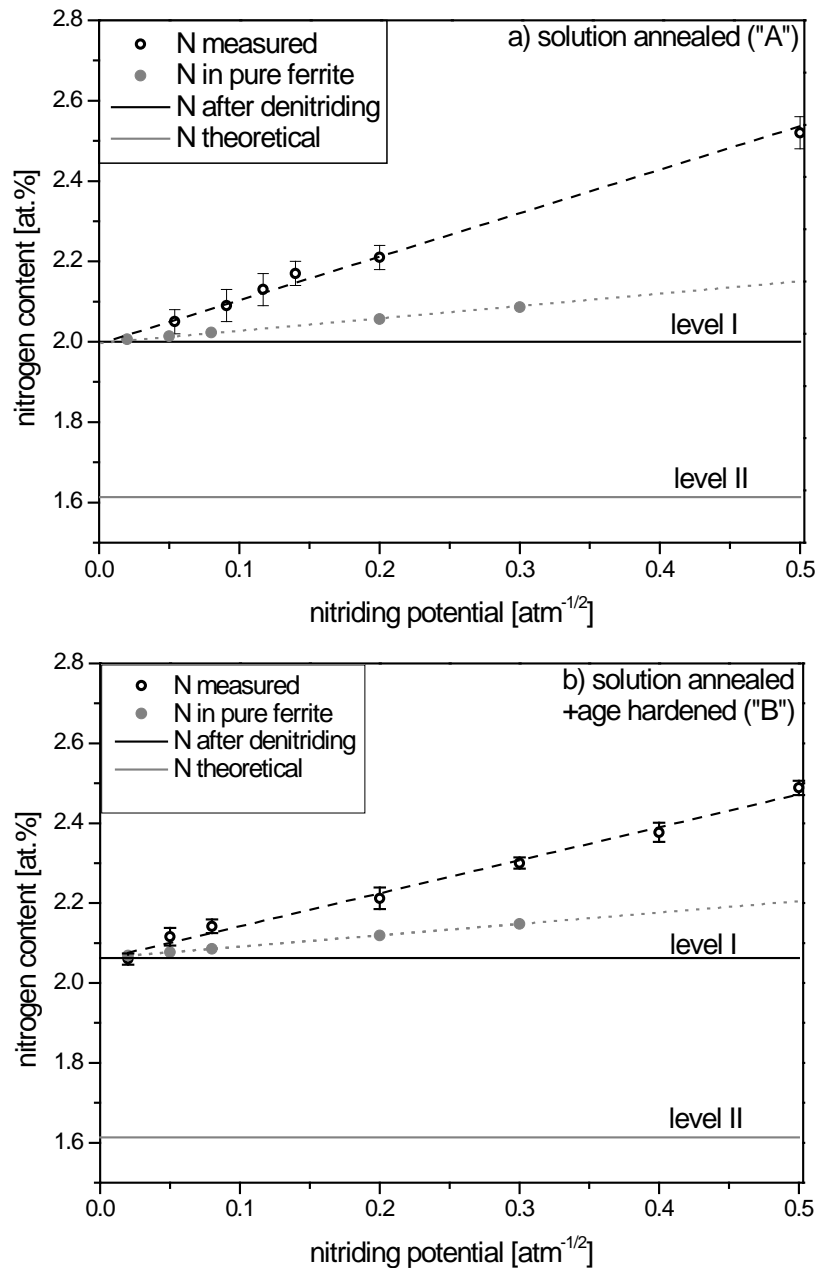 a) solution annealed ("A")
N measured
N in pure ferrite
N after denitriding
N theoretical
2.8
2.6
2.4
2.2
2.0
1.8
1.6
nitrogen content [at.%]
level I
level II
0.0 0.1 0.2 0.3 0.4 0.5
nitriding potential [atm⁻¹/²]
b) solution annealed
+age hardened ("B")
N measured
N in pure ferrite
N after denitriding
N theoretical
2.8
2.6
2.4
2.2
2.0
1.8
1.6
nitrogen content [at.%]
level I
level II
0.0 0.1 0.2 0.3 0.4 0.5
nitriding potential [atm⁻¹/²]